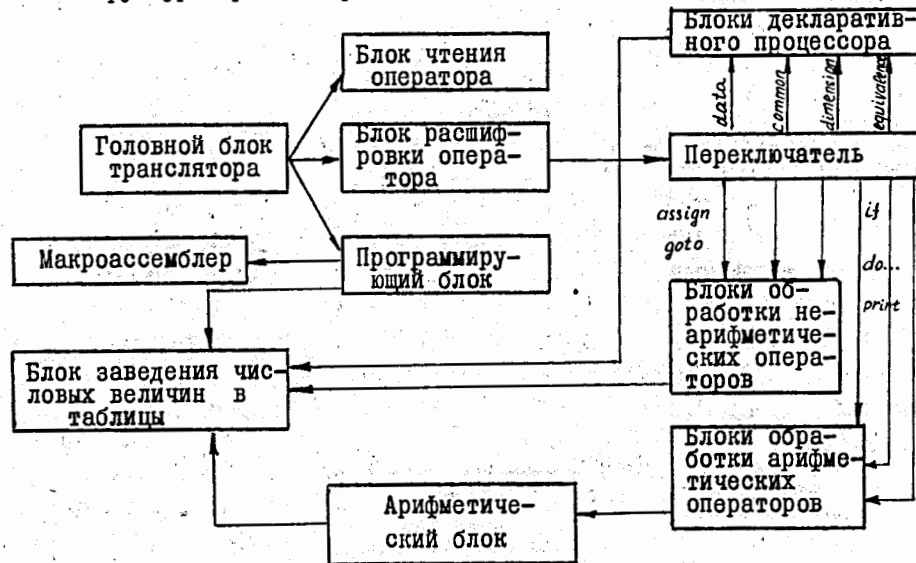 Блок чтения
оператора
Блоки декларатив-
ного процессора
data
common
dimension
equivalence
Головной блок
транслятора
Блок расшиф-
ровки опера-
тора
Переключатель
assign
goto
if
do...
print
Макроассемблер
Программиру-
ющий блок
Блоки об-
работки не-
арифметиче-
ских опера-
торов
Блок заведения чис-
ловых величин в
таблицы
Блоки обра-
ботки арифме-
тических
операторов
Арифметиче-
ский блок